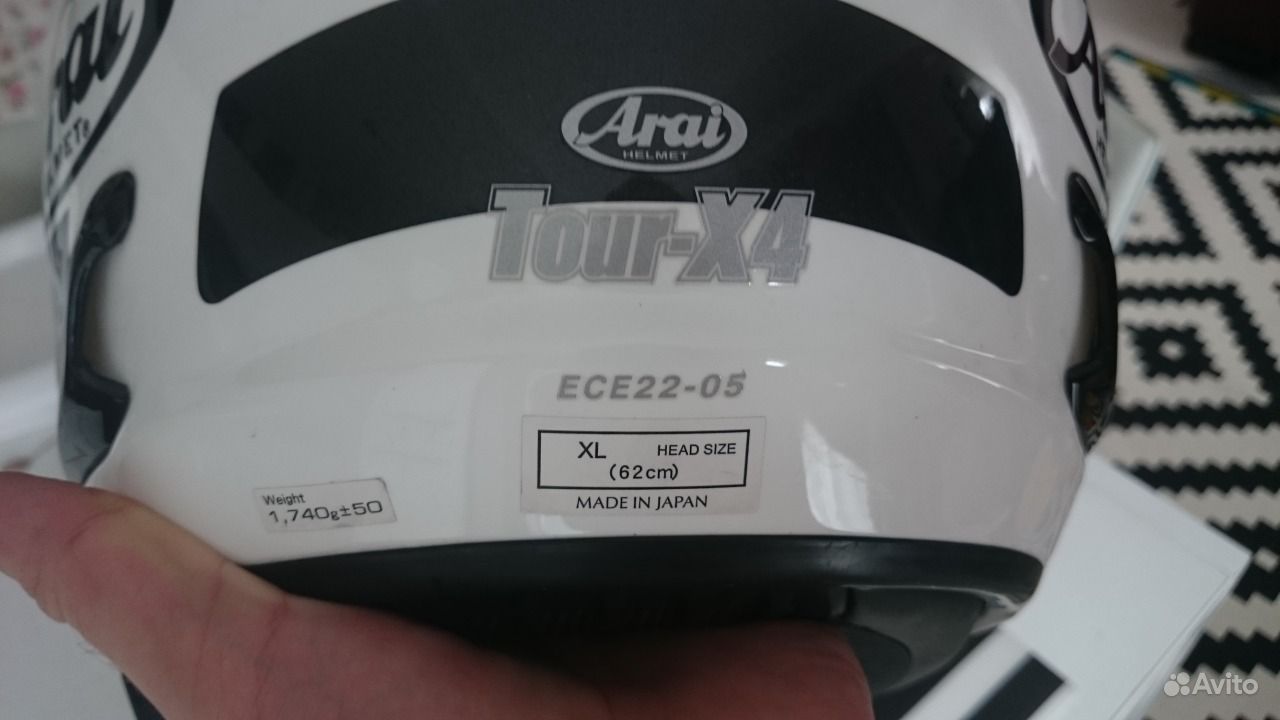 Arai
HELMET
Tour-X4
ECE22-05
XL HEAD SIZE
(62cm)
MADE IN JAPAN
Weight
1,740g±50
Avito